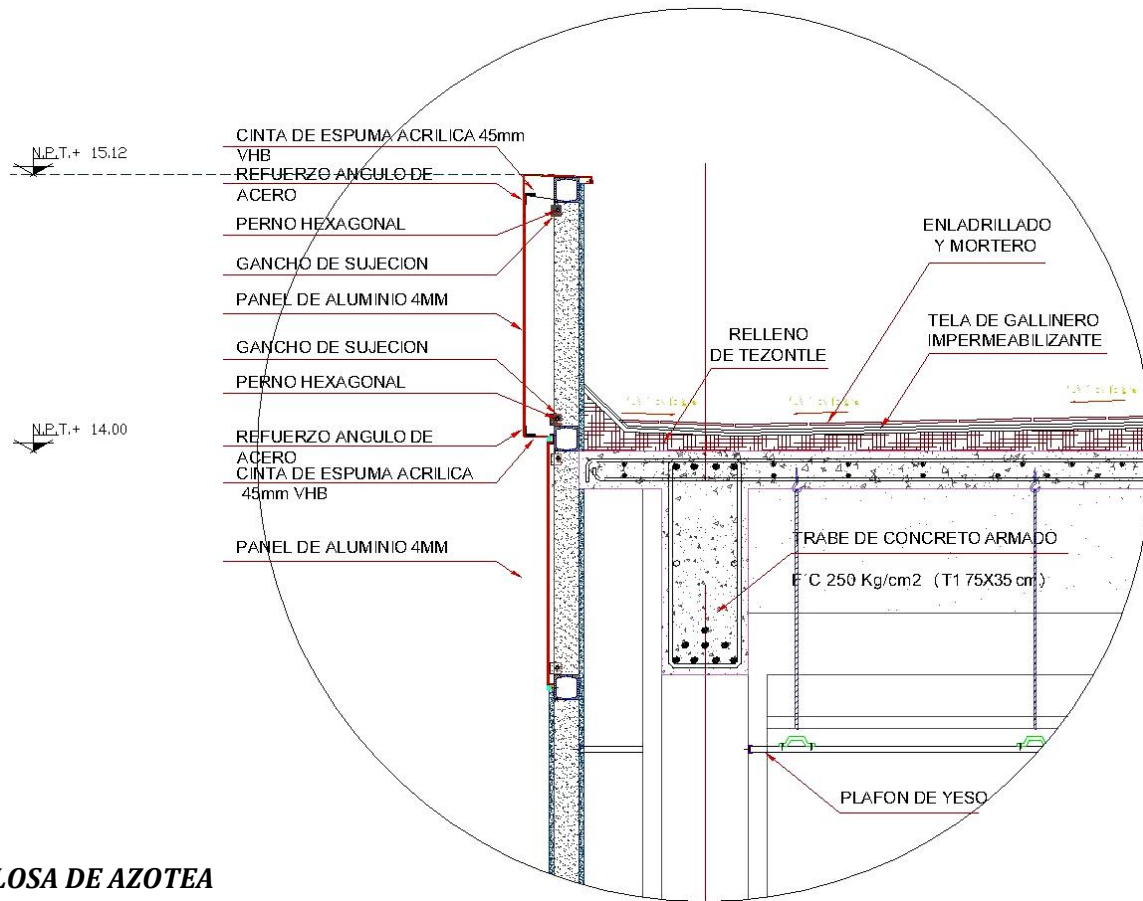 CINTA DE ESPUMA ACRILICA 45mm
VHB
N.P.T.+ 15.12
REFUERZO ANGULO DE
ACERO
PERNO HEXAGONAL
GANCHO DE SUJECION
PANEL DE ALUMINIO 4MM
GANCHO DE SUJECION
PERNO HEXAGONAL
N.P.T.+ 14.00
REFUERZO ANGULO DE
ACERO
CINTA DE ESPUMA ACRILICA
45mm VHB
PANEL DE ALUMINIO 4MM
ENLADRILLADO
Y MORTERO
TELA DE GALLINERO
IMPERMEABILIZANTE
RELLENO
DE TEZONTLE
TRABE DE CONCRETO ARMADO
F'C 250 Kg/cm2 (T1 75X35 cm)
PLAFON DE YESO
LOSA DE AZOTEA